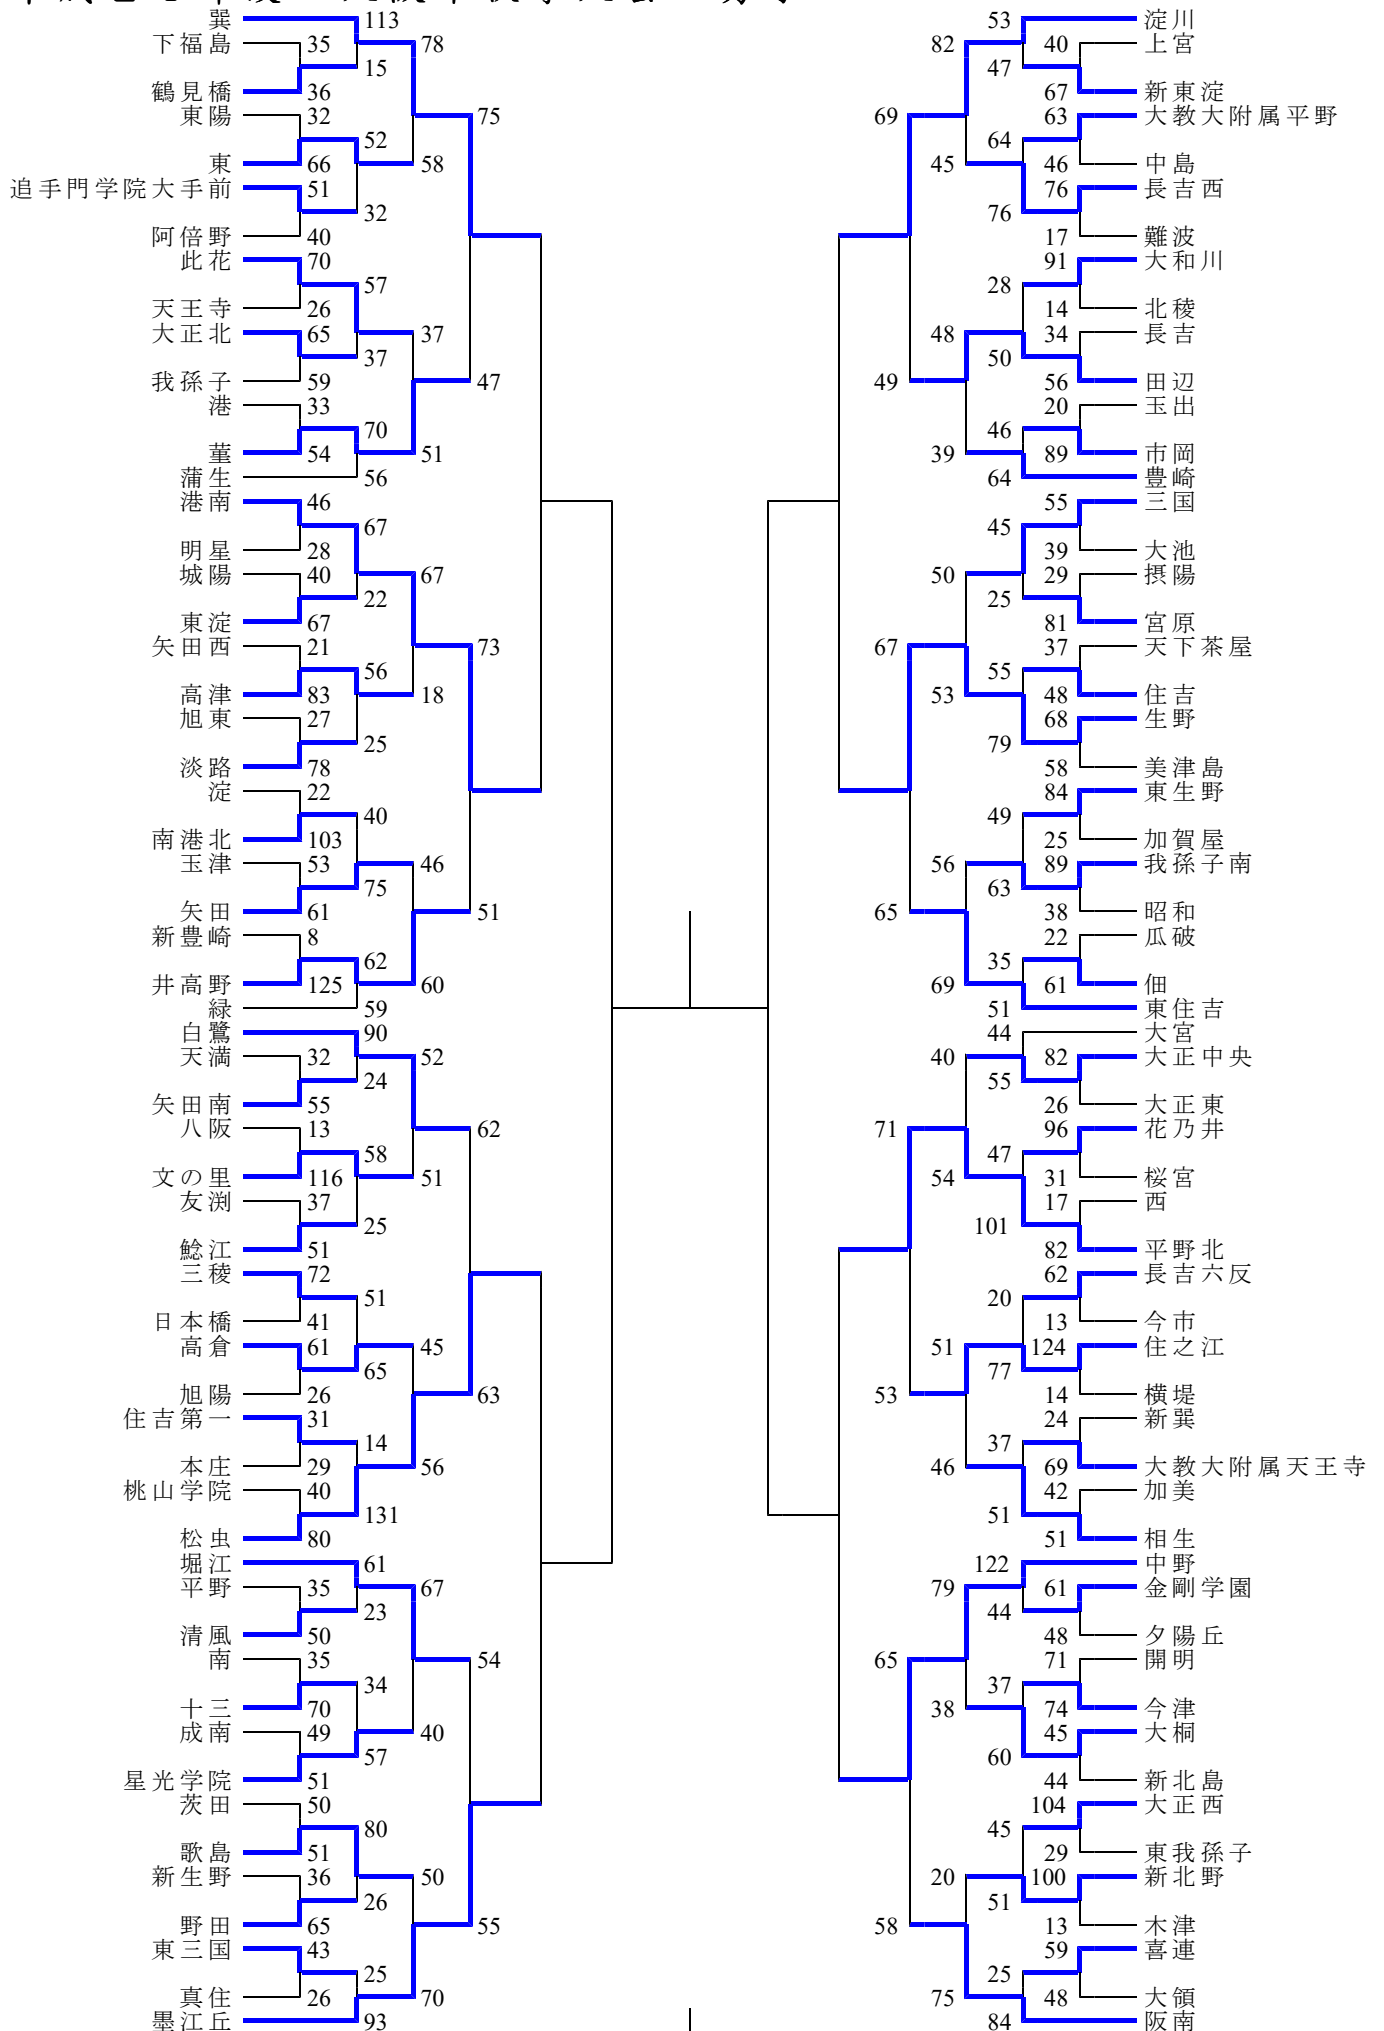 巽 113 53 淀川
下福島 35 78 82 40 上宮
15 47
鶴見橋 36 67 新東淀
東陽 32 75 69 63 大教大附属平野
52 64
東 66 58 45 46 中島
追手門学院大手前 51 76 長吉西
32 76
阿倍野 40 17 難波
此花 70 91 大和川
57 28
天王寺 26 14 北稜
大正北 65 37 48 34 長吉
37 50
我孫子 59 47 49 56 田辺
港 33 20 玉出
70 46
菫 54 51 39 89 市岡
蒲生 56 64 豊崎
港南 46 55 三国
67 45
明星 28 39 大池
城陽 40 67 50 29 摂陽
22 25
東淀 67 81 宮原
矢田西 21 73 67 37 天下茶屋
56 55
高津 83 18 53 48 住吉
旭東 27 68 生野
25 79
淡路 78 58 美津島
淀 22 84 東生野
40 49
南港北 103 25 加賀屋
玉津 53 46 56 89 我孫子南
75 63
矢田 61 51 65 38 昭和
新豊崎 8 22 瓜破
62 35
井高野 125 60 69 61 佃
緑 59 51 東住吉
白鷺 90 44 大宮
天満 32 52 40 82 大正中央
24 55
矢田南 55 26 大正東
八阪 13 62 71 96 花乃井
58 47
文の里 116 51 54 31 桜宮
友渕 37 17 西
25 101
鯰江 51 82 平野北
三稜 72 62 長吉六反
51 20
日本橋 41 13 今市
高倉 61 45 51 124 住之江
65 77
旭陽 26 63 53 14 横堤
住吉第一 31 24 新巽
14 37
本庄 29 56 46 69 大教大附属天王寺
桃山学院 40 42 加美
131 51
松虫 80 51 相生
堀江 61 122 中野
平野 35 67 79 61 金剛学園
23 44
清風 50 48 夕陽丘
南 35 54 65 71 開明
34 37
十三 70 38 74 今津
成南 49 40 45 大桐
57 60
星光学院 51 44 新北島
茨田 50 104 大正西
80 45
歌島 51 29 東我孫子
新生野 36 50 20 100 新北野
26 51
野田 65 55 58 13 木津
東三国 43 59 喜連
25 25
真住 26 70 75 48 大領
墨江丘 93 84 阪南